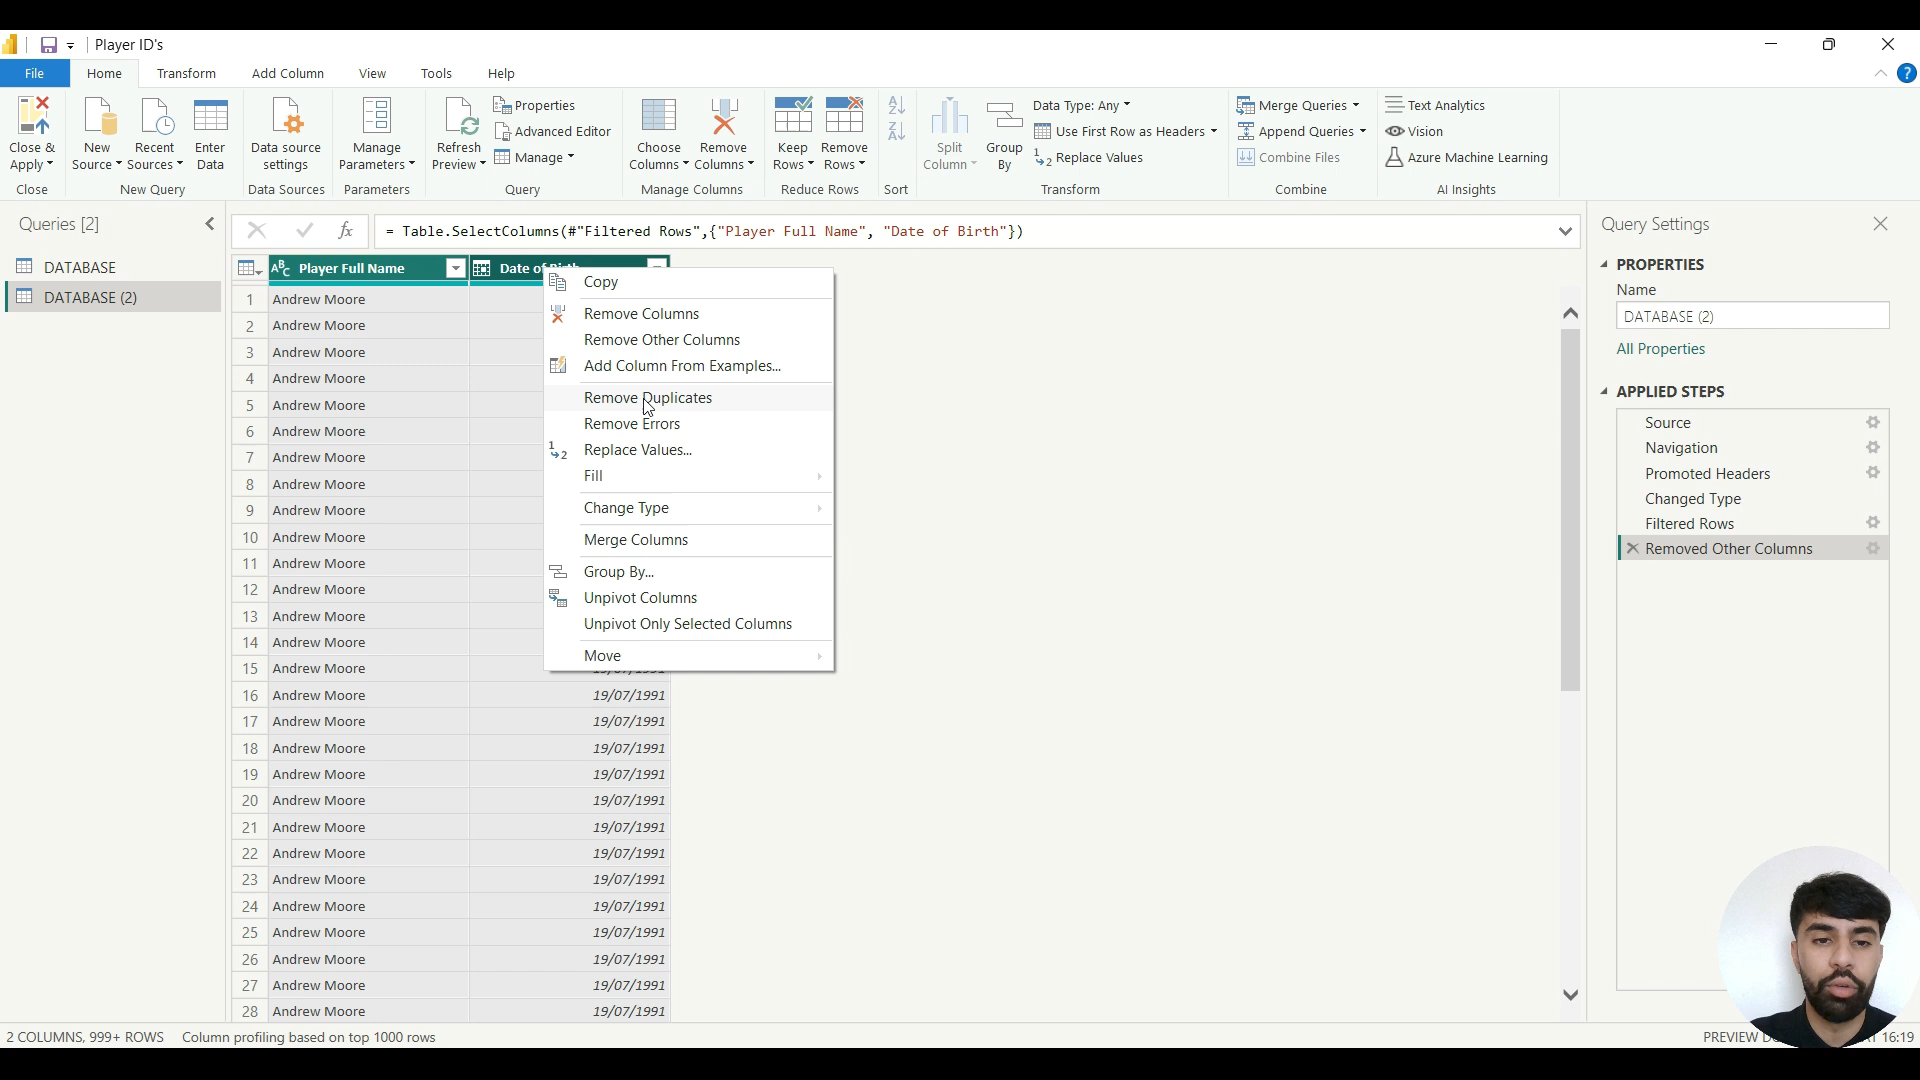 Player ID's
File Home Transform Add Column View Tools Help
Close & Apply
Close
New Source
Recent Sources
Enter Data
New Query
Data source settings
Data Sources
Manage Parameters
Parameters
Refresh Preview
Properties
Advanced Editor
Manage
Query
Choose Columns
Remove Columns
Manage Columns
Keep Rows
Remove Rows
Reduce Rows
Sort
Split Column
Group By
Data Type: Any
Use First Row as Headers
Replace Values
Transform
Merge Queries
Append Queries
Combine Files
Combine
Text Analytics
Vision
Azure Machine Learning
AI Insights
Queries [2]
DATABASE
DATABASE (2)
fx = Table.SelectColumns(#"Filtered Rows",{"Player Full Name", "Date of Birth"})
Player Full Name Date of Birth
1 Andrew Moore
2 Andrew Moore
3 Andrew Moore
4 Andrew Moore
5 Andrew Moore
6 Andrew Moore
7 Andrew Moore
8 Andrew Moore
9 Andrew Moore
10 Andrew Moore
11 Andrew Moore
12 Andrew Moore
13 Andrew Moore
14 Andrew Moore
15 Andrew Moore 19/07/1991
16 Andrew Moore 19/07/1991
17 Andrew Moore 19/07/1991
18 Andrew Moore 19/07/1991
19 Andrew Moore 19/07/1991
20 Andrew Moore 19/07/1991
21 Andrew Moore 19/07/1991
22 Andrew Moore 19/07/1991
23 Andrew Moore 19/07/1991
24 Andrew Moore 19/07/1991
25 Andrew Moore 19/07/1991
26 Andrew Moore 19/07/1991
27 Andrew Moore 19/07/1991
28 Andrew Moore 19/07/1991
Copy
Remove Columns
Remove Other Columns
Add Column From Examples...
Remove Duplicates
Remove Errors
Replace Values...
Fill
Change Type
Merge Columns
Group By...
Unpivot Columns
Unpivot Only Selected Columns
Move
Query Settings
PROPERTIES
Name
DATABASE (2)
All Properties
APPLIED STEPS
Source
Navigation
Promoted Headers
Changed Type
Filtered Rows
Removed Other Columns
2 COLUMNS, 999+ ROWS Column profiling based on top 1000 rows
PREVIEW 16:19